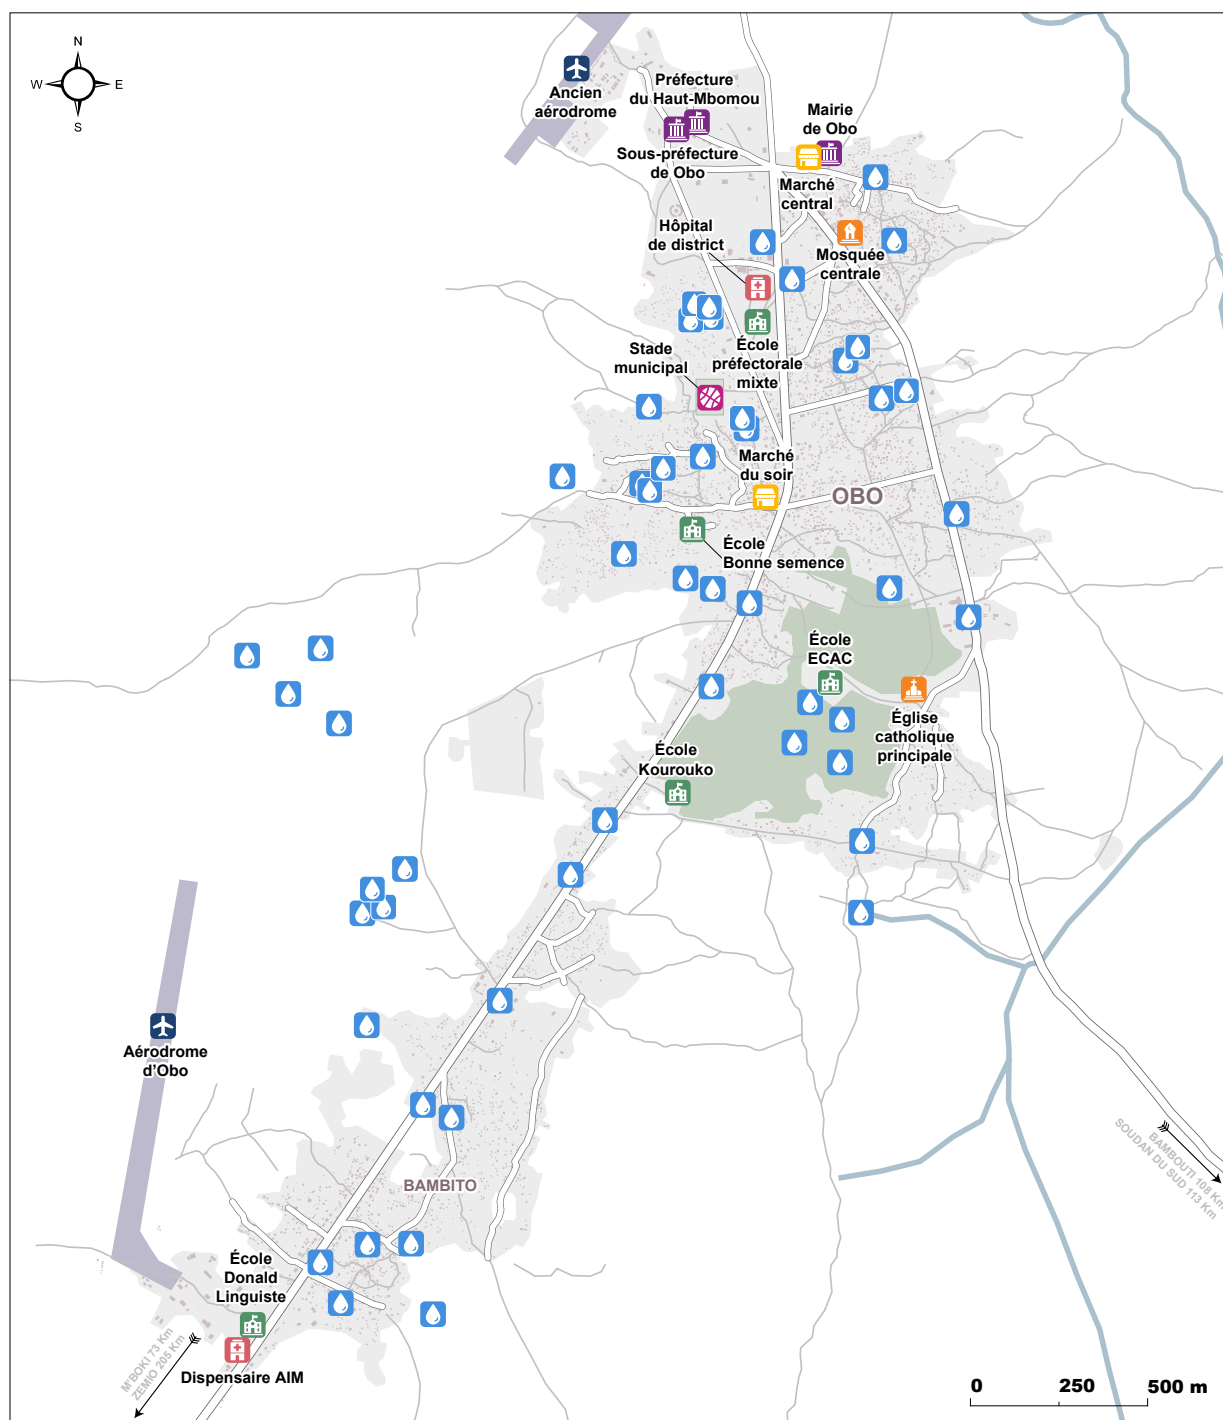 N
W
E
S
Ancien
aérodrome
Préfecture
du Haut-Mbomou
Sous-préfecture
de Obo
Mairie
de Obo
Marché
central
Hôpital
de district
Mosquée
centrale
École
préfectorale
mixte
Stade
municipal
Marché
du soir
OBO
École
Bonne semence
École
ECAC
Église
catholique
principale
École
Kourouko
Aérodrome
d'Obo
BAMBITO
BAMBOUTI 108 Km
SOUDAN DU SUD 113 Km
École
Donald
Linguiste
M'BOKI 73 Km
ZEMIO 205 Km
Dispensaire AIM
0 250 500 m